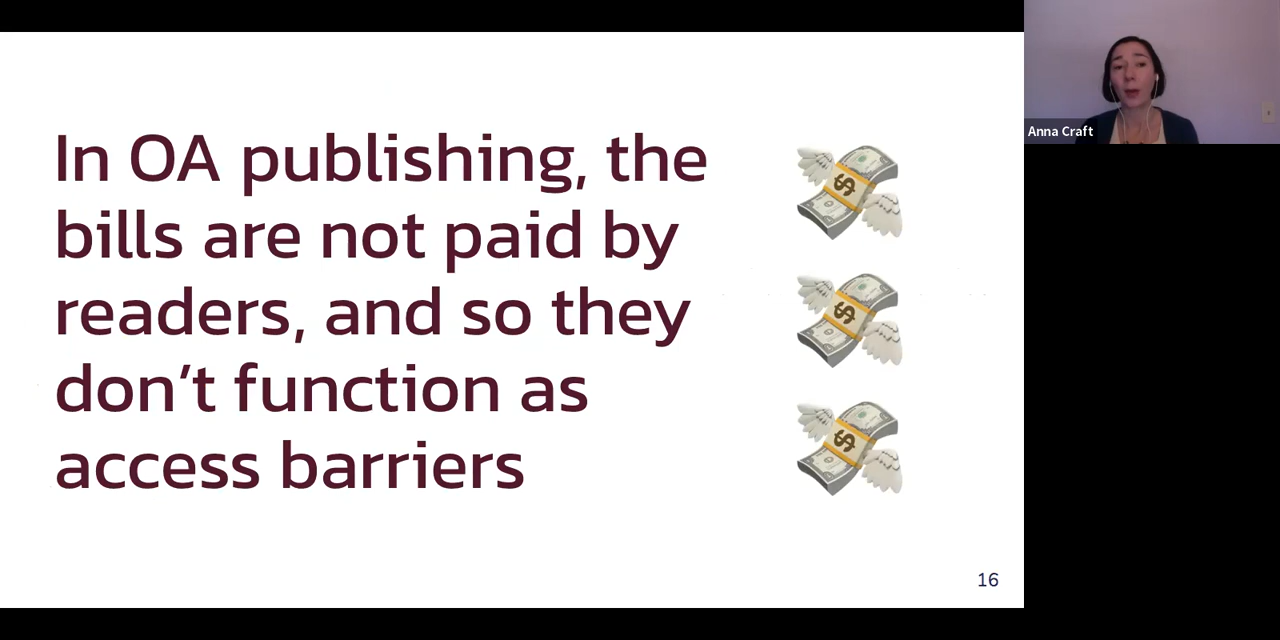 In OA publishing, the
bills are not paid by
readers, and so they
don’t function as
access barriers
$
$
$
16
Anna Craft